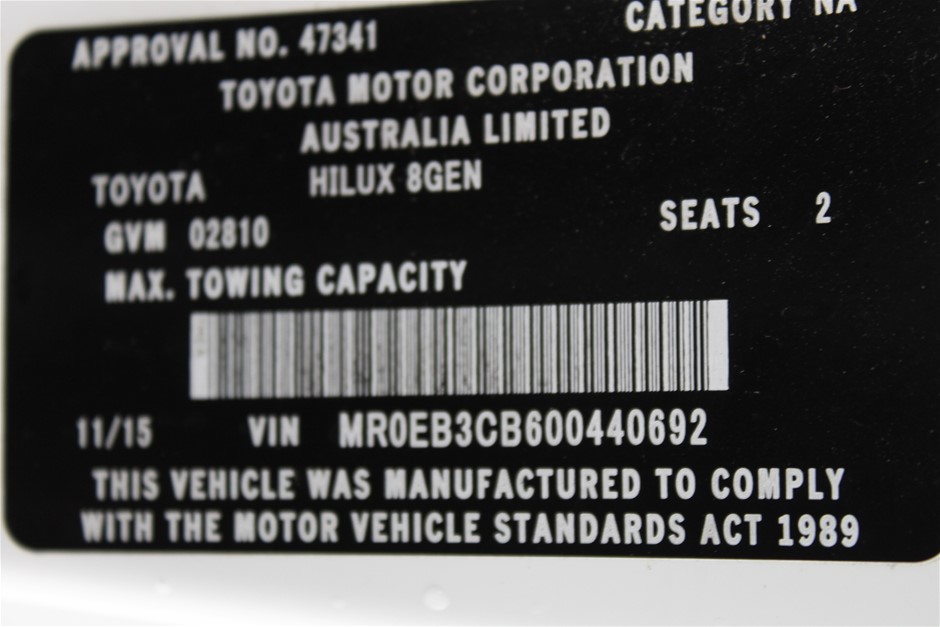 APPROVAL NO. 47341 CATEGORY NA
TOYOTA MOTOR CORPORATION
AUSTRALIA LIMITED
TOYOTA HILUX 8GEN
GVM 02810 SEATS 2
MAX. TOWING CAPACITY
11/15 VIN MR0EB3CB600440692
THIS VEHICLE WAS MANUFACTURED TO COMPLY
WITH THE MOTOR VEHICLE STANDARDS ACT 1989